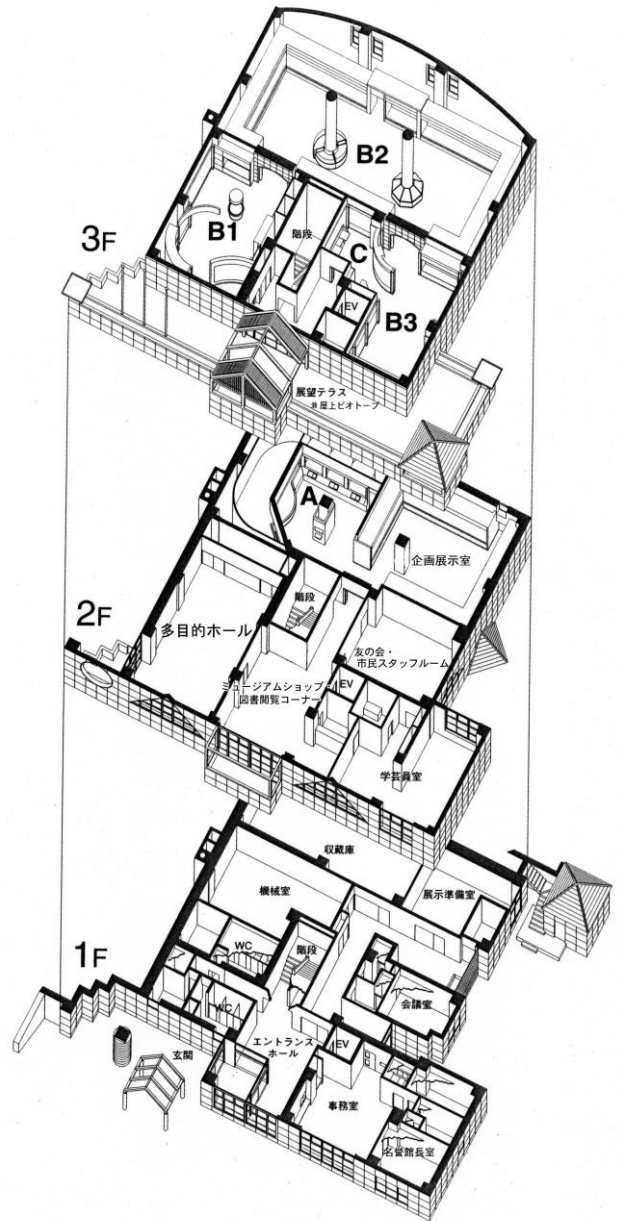 B2
B1
階段
C
3F
EV
B3
展望テラス
兼屋上ビオトープ
A
企画展示室
階段
多目的ホール
2F
友の会・
市民スタッフルーム
ミュージアムショップ・
図書閲覧コーナー
EV
学芸員室
収蔵庫
機械室
展示準備室
1F
WC
階段
会議室
WC
エントランス
ホール
EV
玄関
事務室
名誉館長室